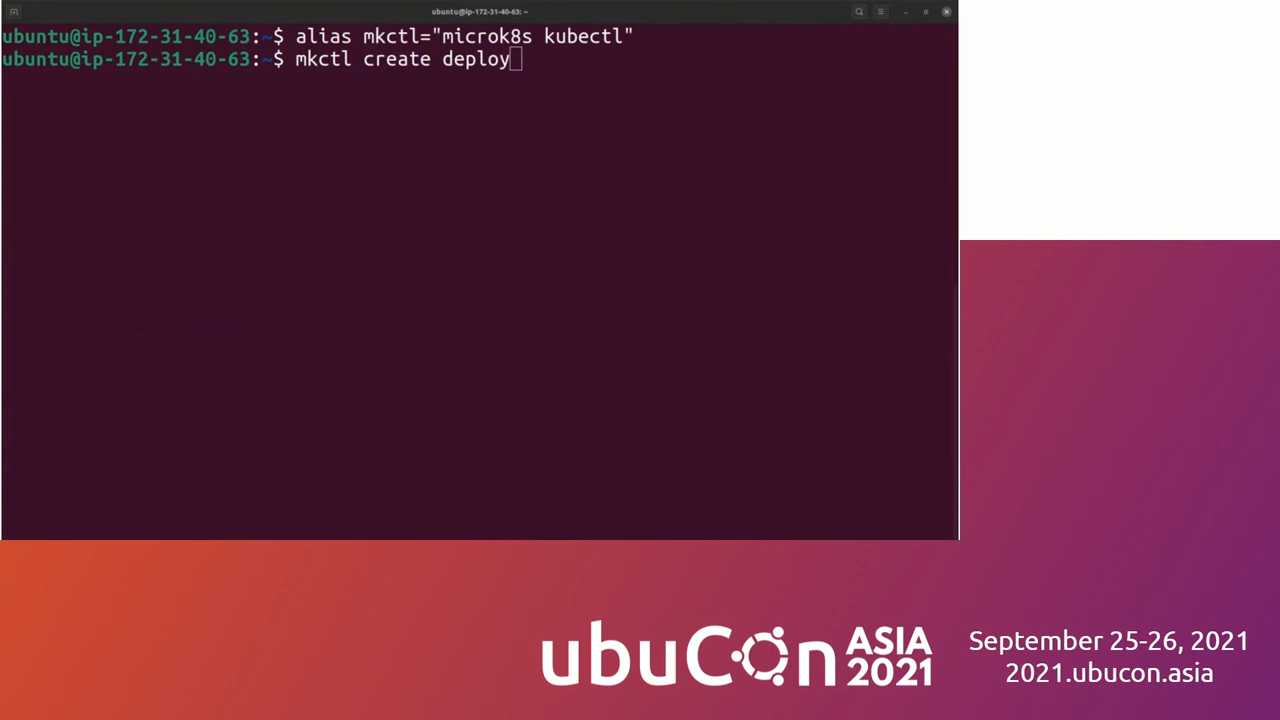 ubuntu@ip-172-31-40-63: ~
ubuntu@ip-172-31-40-63:~$ alias mkctl="microk8s kubectl"
ubuntu@ip-172-31-40-63:~$ mkctl create deploy
ubuCon ASIA 2021
September 25-26, 2021
2021.ubucon.asia